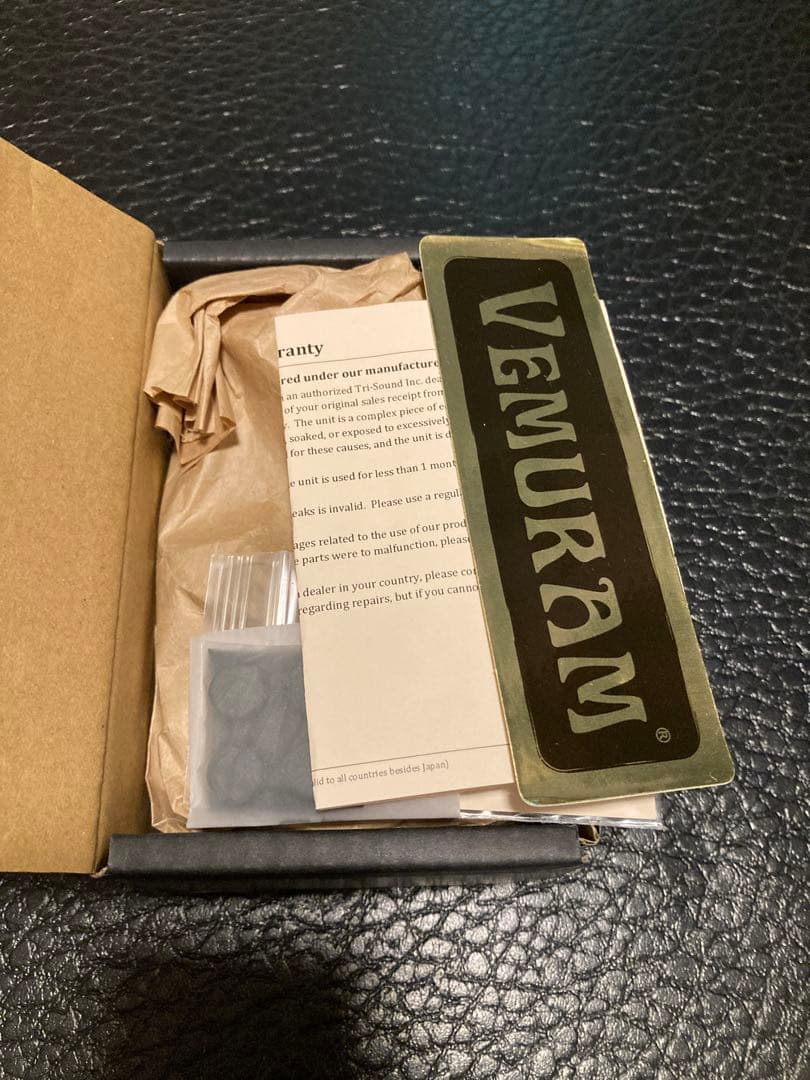 ranty
red under our manufacture
an authorized Tri-Sound Inc. dea
of your original sales receipt from
. The unit is a complex piece of e
soaked, or exposed to excessively
for these causes, and the unit is d
e unit is used for less than 1 mont
eaks is invalid. Please use a regul
ages related to the use of our prod
e parts were to malfunction, please
dealer in your country, please con
regarding repairs, but if you canno
lid to all countries besides Japan)
VEMURAM®